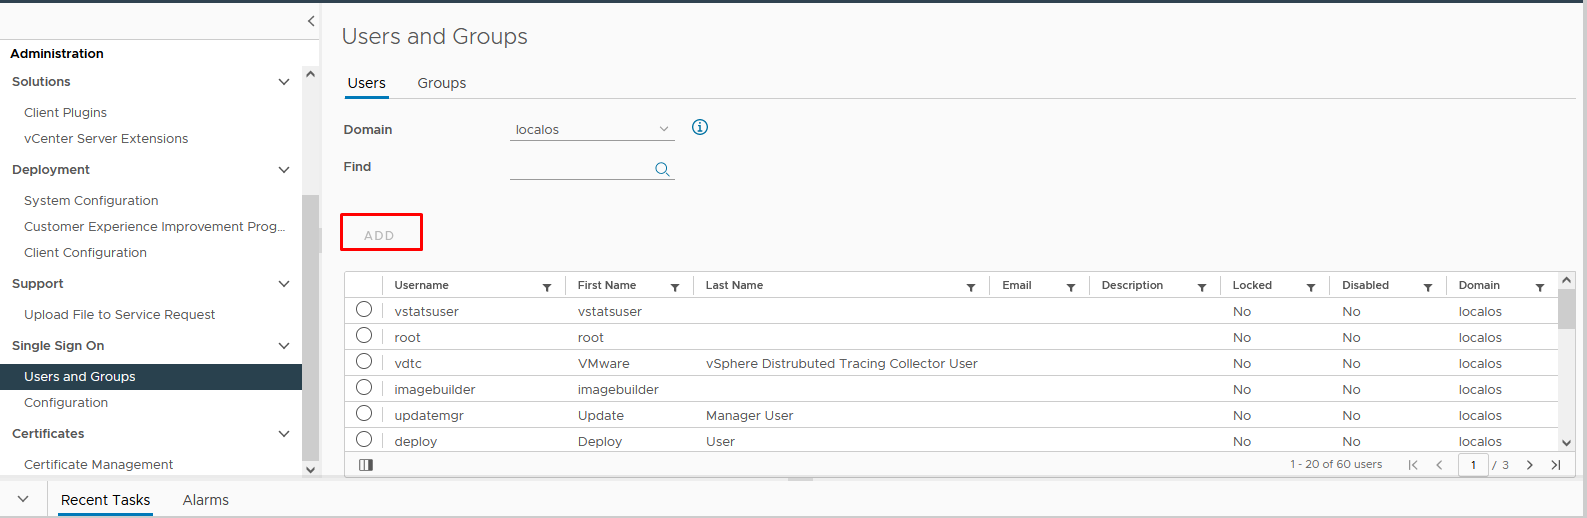 Administration
Solutions
Client Plugins
vCenter Server Extensions
Deployment
System Configuration
Customer Experience Improvement Prog...
Client Configuration
Support
Upload File to Service Request
Single Sign On
Users and Groups
Configuration
Certificates
Certificate Management
Users and Groups
Users Groups
Domain localos
Find
ADD
Username First Name Last Name Email Description Locked Disabled Domain
vstatsuser vstatsuser No No localos
root root No No localos
vdtc VMware vSphere Distrubuted Tracing Collector User No No localos
imagebuilder imagebuilder No No localos
updatemgr Update Manager User No No localos
deploy Deploy User No No localos
1 - 20 of 60 users 1 / 3
Recent Tasks Alarms